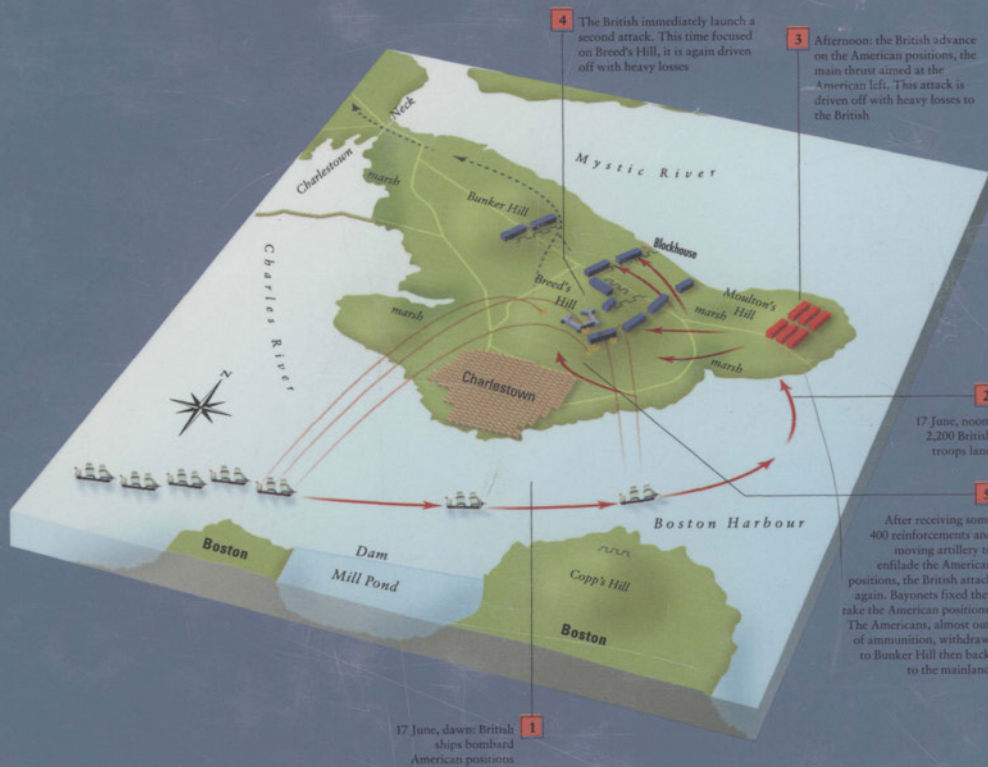 4
The British immediately launch a
second attack. This time focused
on Breed's Hill, it is again driven
off with heavy losses
3
Afternoon: the British advance
on the American positions, the
main thrust aimed at the
American left. This attack is
driven off with heavy losses to
the British
Neck
Charlestown
marsh
Mystic River
Bunker Hill
Blockhouse
Charles River
Breed's
Hill
Moulton's
Hill
marsh
marsh
marsh
Charlestown
N
2
17 June, noon
2,200 British
troops land
5
After receiving som
400 reinforcements and
moving artillery to
enfilade the American
positions, the British attack
again. Bayonets fixed they
take the American position
The Americans, almost out
of ammunition, withdraw
to Bunker Hill then back
to the mainland
Boston Harbour
Boston
Dam
Mill Pond
Copp's Hill
Boston
1
17 June, dawn: British
ships bombard
American positions